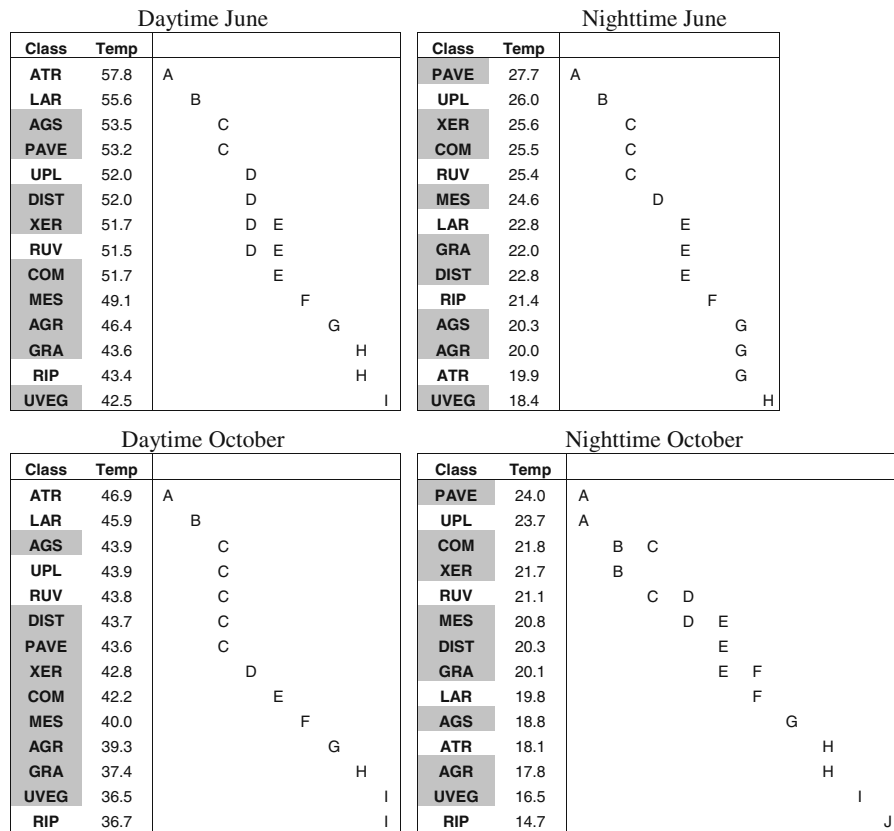 Daytime June
Class Temp
ATR 57.8 A
LAR 55.6 B
AGS 53.5 C
PAVE 53.2 C
UPL 52.0 D
DIST 52.0 D
XER 51.7 D E
RUV 51.5 D E
COM 51.7 E
MES 49.1 F
AGR 46.4 G
GRA 43.6 H
RIP 43.4 H
UVEG 42.5 I
Nighttime June
Class Temp
PAVE 27.7 A
UPL 26.0 B
XER 25.6 C
COM 25.5 C
RUV 25.4 C
MES 24.6 D
LAR 22.8 E
GRA 22.0 E
DIST 22.8 E
RIP 21.4 F
AGS 20.3 G
AGR 20.0 G
ATR 19.9 G
UVEG 18.4 H
Daytime October
Class Temp
ATR 46.9 A
LAR 45.9 B
AGS 43.9 C
UPL 43.9 C
RUV 43.8 C
DIST 43.7 C
PAVE 43.6 C
XER 42.8 D
COM 42.2 E
MES 40.0 F
AGR 39.3 G
GRA 37.4 H
UVEG 36.5 I
RIP 36.7 I
Nighttime October
Class Temp
PAVE 24.0 A
UPL 23.7 A
COM 21.8 B C
XER 21.7 B
RUV 21.1 C D
MES 20.8 D E
DIST 20.3 E
GRA 20.1 E F
LAR 19.8 F
AGS 18.8 G
ATR 18.1 H
AGR 17.8 H
UVEG 16.5 I
RIP 14.7 J